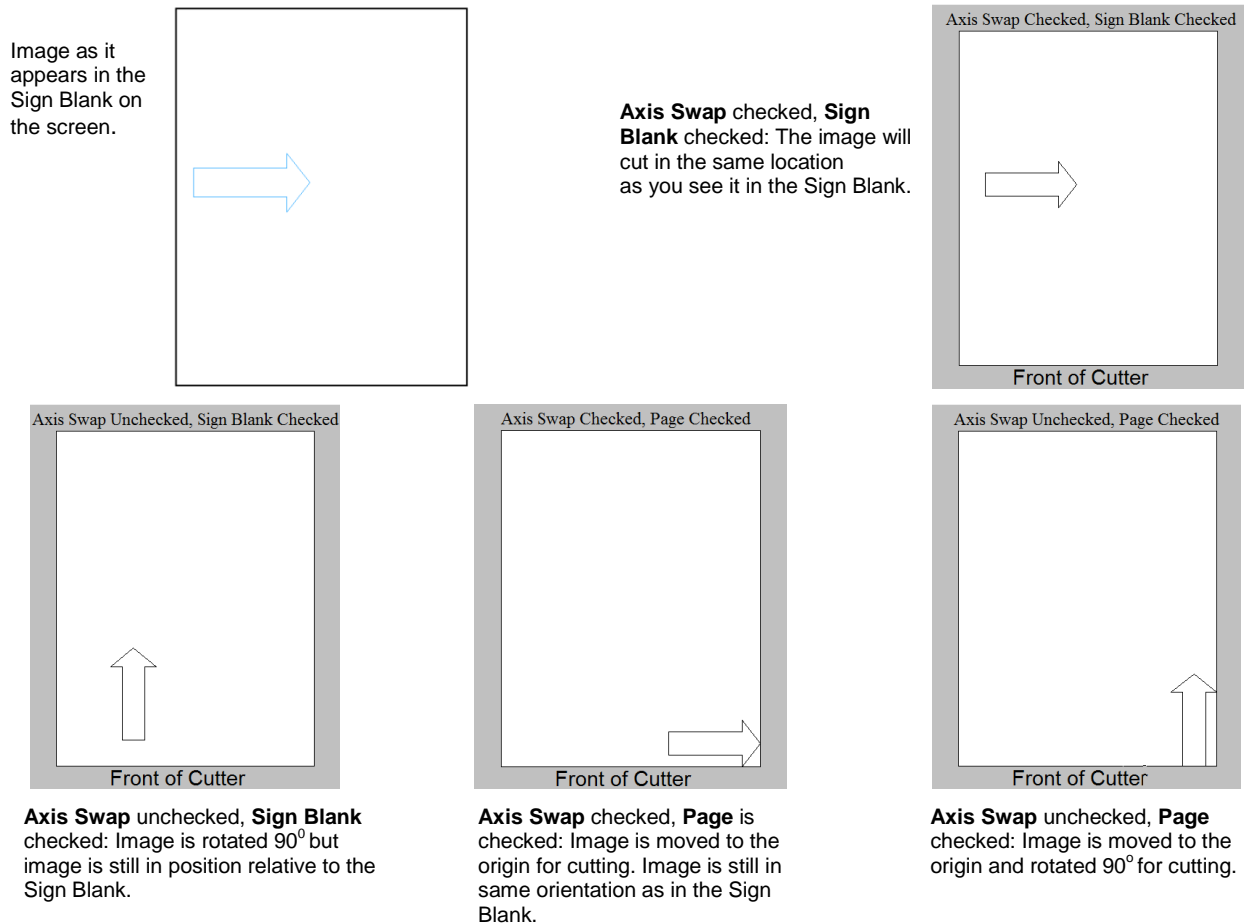 Image as it
appears in the
Sign Blank on
the screen.
Axis Swap checked, Sign
Blank checked: The image will
cut in the same location
as you see it in the Sign Blank.
Axis Swap Checked, Sign Blank Checked
Front of Cutter
Axis Swap Unchecked, Sign Blank Checked
Front of Cutter
Axis Swap unchecked, Sign Blank
checked: Image is rotated 90⁰ but
image is still in position relative to the
Sign Blank.
Axis Swap Checked, Page Checked
Front of Cutter
Axis Swap checked, Page is
checked: Image is moved to the
origin for cutting. Image is still in
same orientation as in the Sign
Blank.
Axis Swap Unchecked, Page Checked
Front of Cutter
Axis Swap unchecked, Page
checked: Image is moved to the
origin and rotated 90° for cutting.